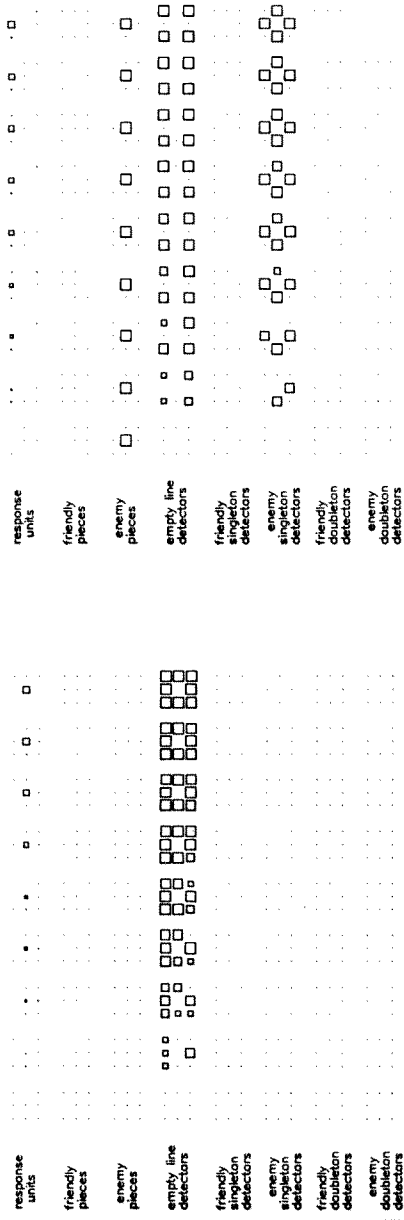 response
units
friendly
pieces
enemy
pieces
empty line
detectors
friendly
singleton
detectors
enemy
singleton
detectors
friendly
doubleton
detectors
enemy
doubleton
detectors
response
units
friendly
pieces
enemy
pieces
empty line
detectors
friendly
singleton
detectors
enemy
singleton
detectors
friendly
doubleton
detectors
enemy
doubleton
detectors